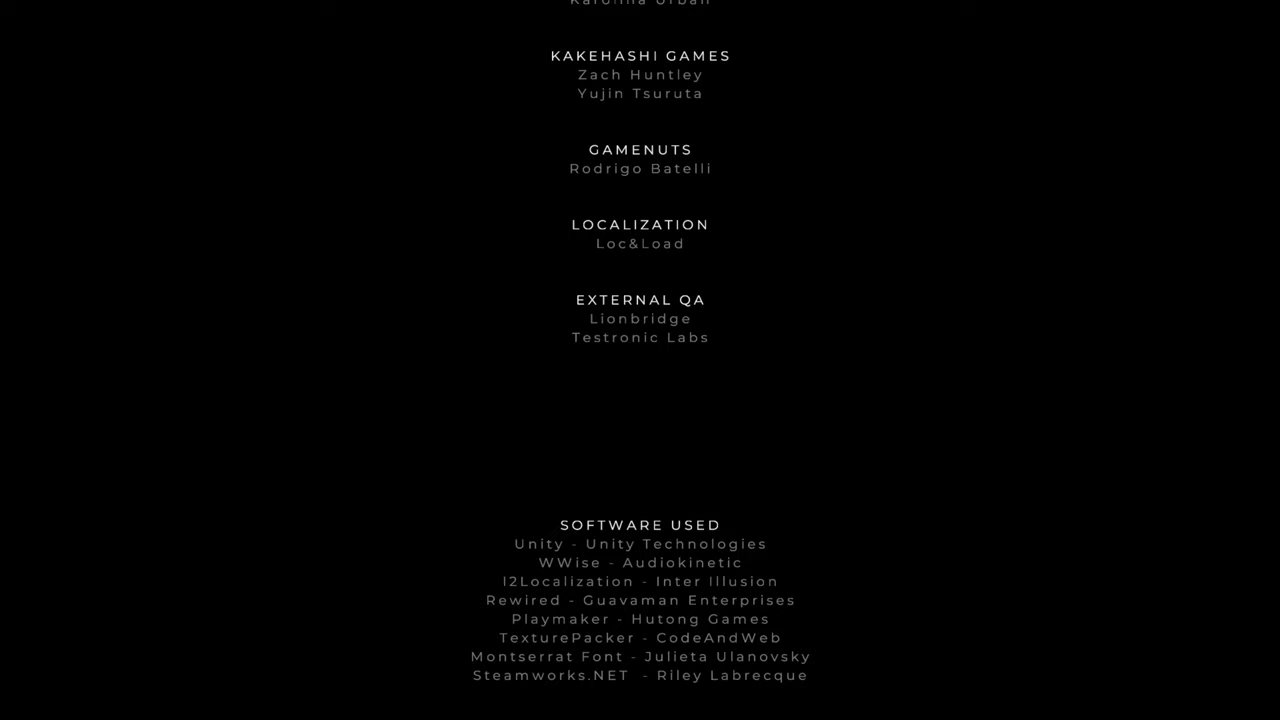 Karolina Urban
KAKEHASHI GAMES
Zach Huntley
Yujin Tsuruta
GAMENUTS
Rodrigo Batelli
LOCALIZATION
Loc&Load
EXTERNAL QA
Lionbridge
Testronic Labs
SOFTWARE USED
Unity - Unity Technologies
WWise - Audiokinetic
I2Localization - Inter Illusion
Rewired - Guavaman Enterprises
Playmaker - Hutong Games
TexturePacker - CodeAndWeb
Montserrat Font - Julieta Ulanovsky
Steamworks.NET - Riley Labrecque